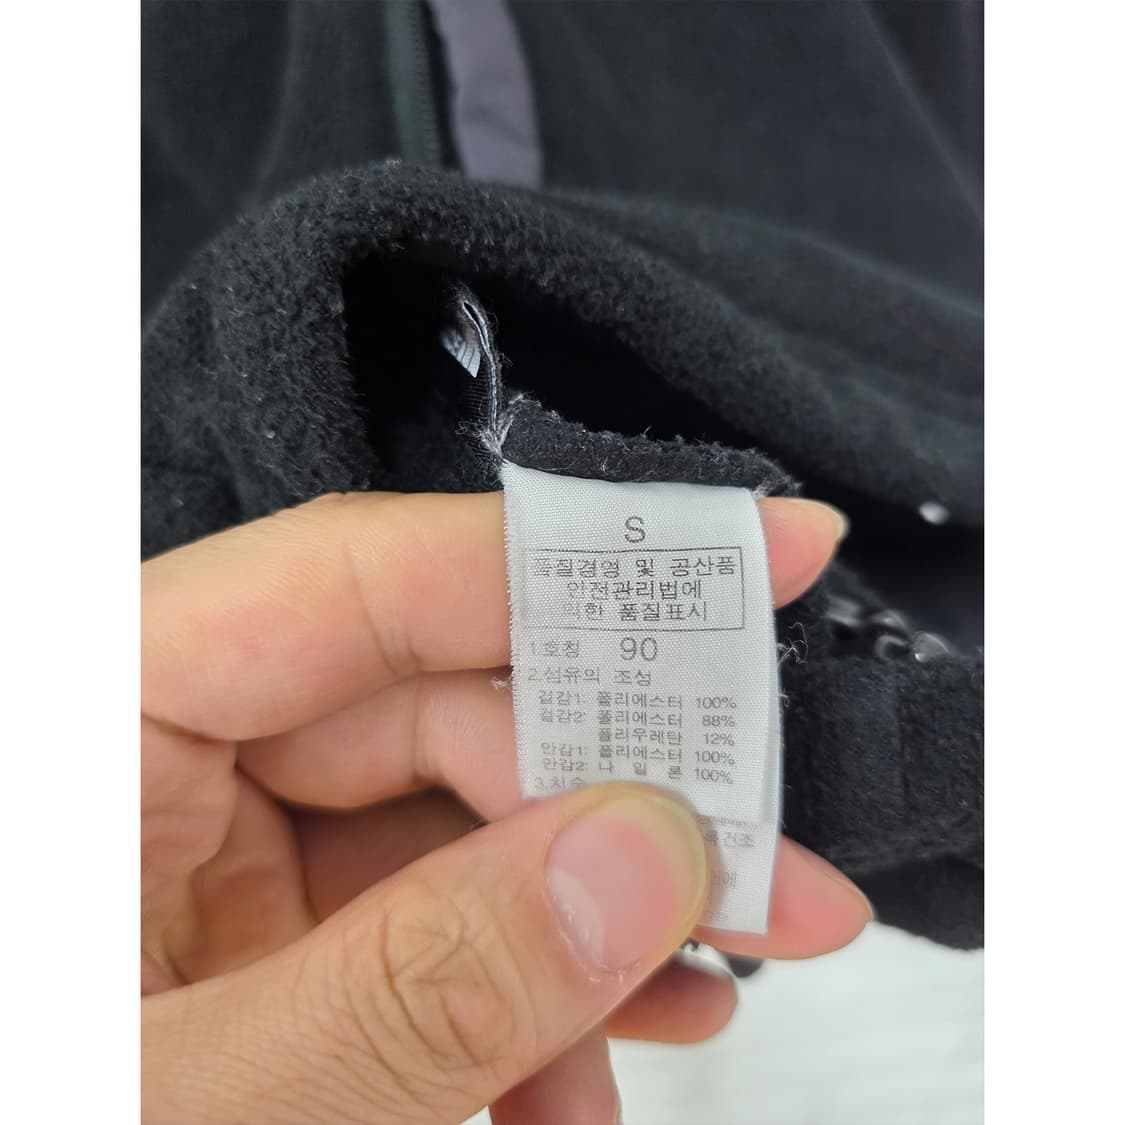 S
품질경영 및 공산품
안전관리법에
의한 품질표시
1.호칭 90
2.섬유의 조성
겉감1: 폴리에스터 100%
겉감2: 폴리에스터 88%
폴리우레탄 12%
안감1: 폴리에스터 100%
안감2: 나 일 론 100%
3.치수